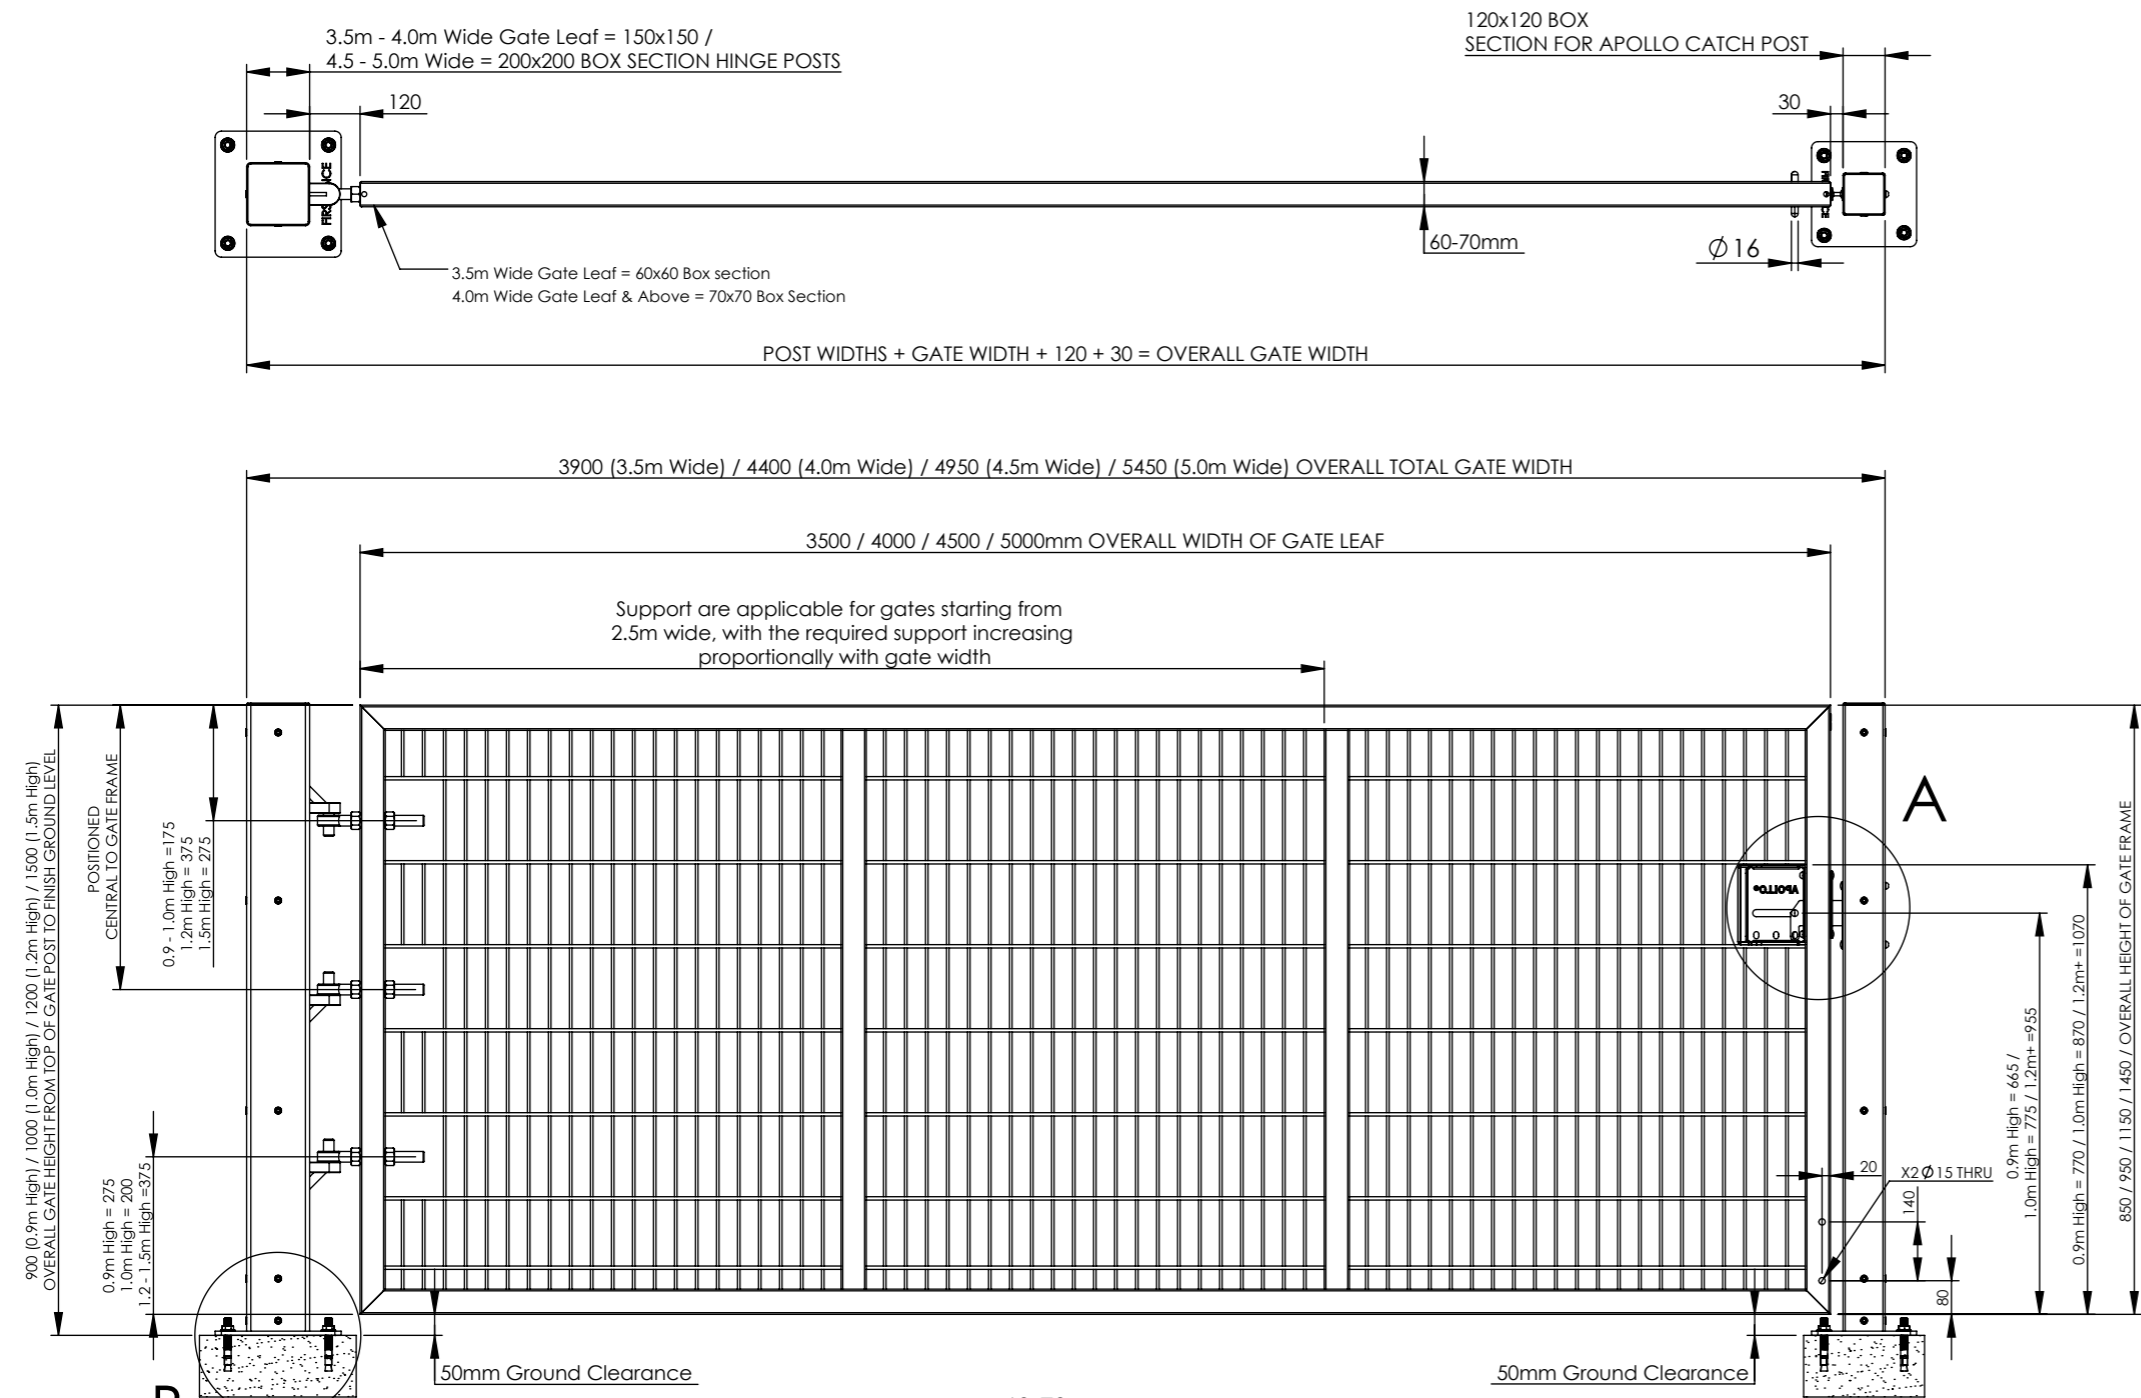 3.5m - 4.0m Wide Gate Leaf = 150x150 /
4.5 - 5.0m Wide = 200x200 BOX SECTION HINGE POSTS
120x120 BOX
SECTION FOR APOLLO CATCH POST
120
30
60-70mm
Ø 16
3.5m Wide Gate Leaf = 60x60 Box section
4.0m Wide Gate Leaf & Above = 70x70 Box Section
POST WIDTHS + GATE WIDTH + 120 + 30 = OVERALL GATE WIDTH
3900 (3.5m Wide) / 4400 (4.0m Wide) / 4950 (4.5m Wide) / 5450 (5.0m Wide) OVERALL TOTAL GATE WIDTH
3500 / 4000 / 4500 / 5000mm OVERALL WIDTH OF GATE LEAF
Support are applicable for gates starting from
2.5m wide, with the required support increasing
proportionally with gate width
900 (0.9m High) / 1000 (1.0m High) / 1200 (1.2m High) / 1500 (1.5m High)
OVERALL GATE HEIGHT FROM TOP OF GATE POST TO FINISH GROUND LEVEL
POSITIONED
CENTRAL TO GATE FRAME
0.9 - 1.0m High =175
1.2m High = 375
1.5m High = 275
0.9m High = 275
1.0m High = 200
1.2 - 1.5m High =375
A
APOLLO
0.9m High = 665 /
1.0m High = 775 / 1.2m+ =955
0.9m High = 770 / 1.0m High = 870 / 1.2m+ =1070
850 / 950 / 1150 / 1450 / OVERALL HEIGHT OF GATE FRAME
20
X2 Ø 15 THRU
140
80
50mm Ground Clearance
50mm Ground Clearance